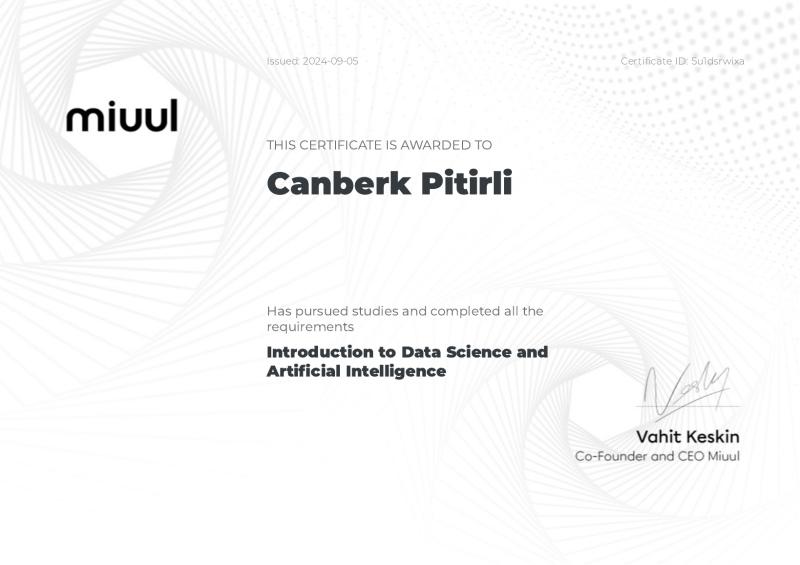 Issued: 2024-09-05
Certificate ID: 5u1dsrwixa
miuul
THIS CERTIFICATE IS AWARDED TO
Canberk Pitirli
Has pursued studies and completed all the
requirements
Introduction to Data Science and
Artificial Intelligence
Vahit Keskin
Co-Founder and CEO Miuul